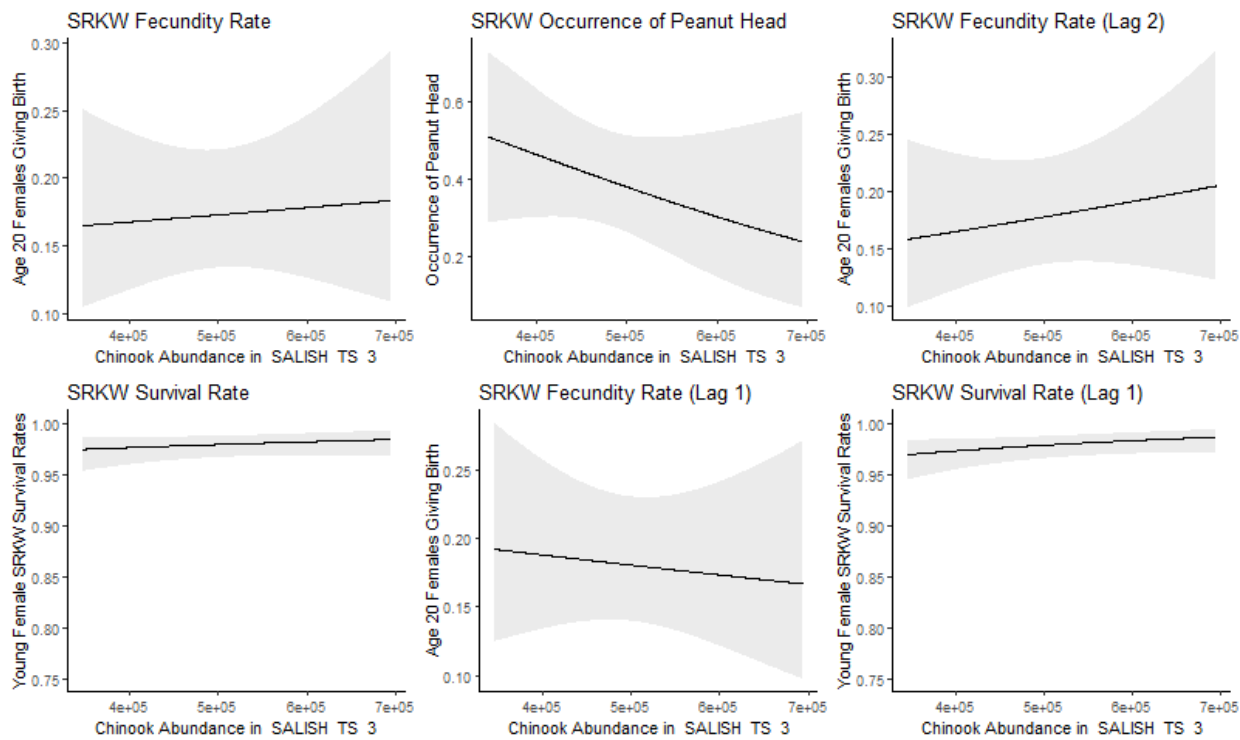 SRKW Fecundity Rate
Age 20 Females Giving Birth
0.30
0.25
0.20
0.15
0.10
4e+05 5e+05 6e+05 7e+05
Chinook Abundance in SALISH TS 3
SRKW Occurrence of Peanut Head
Occurrence of Peanut Head
0.6
0.4
0.2
4e+05 5e+05 6e+05 7e+05
Chinook Abundance in SALISH TS 3
SRKW Fecundity Rate (Lag 2)
Age 20 Females Giving Birth
0.30
0.25
0.20
0.15
0.10
4e+05 5e+05 6e+05 7e+05
Chinook Abundance in SALISH TS 3
SRKW Survival Rate
Young Female SRKW Survival Rates
1.00
0.95
0.90
0.85
0.80
0.75
4e+05 5e+05 6e+05 7e+05
Chinook Abundance in SALISH TS 3
SRKW Fecundity Rate (Lag 1)
Age 20 Females Giving Birth
0.25
0.20
0.15
0.10
4e+05 5e+05 6e+05 7e+05
Chinook Abundance in SALISH TS 3
SRKW Survival Rate (Lag 1)
Young Female SRKW Survival Rates
1.00
0.95
0.90
0.85
0.80
0.75
4e+05 5e+05 6e+05 7e+05
Chinook Abundance in SALISH TS 3